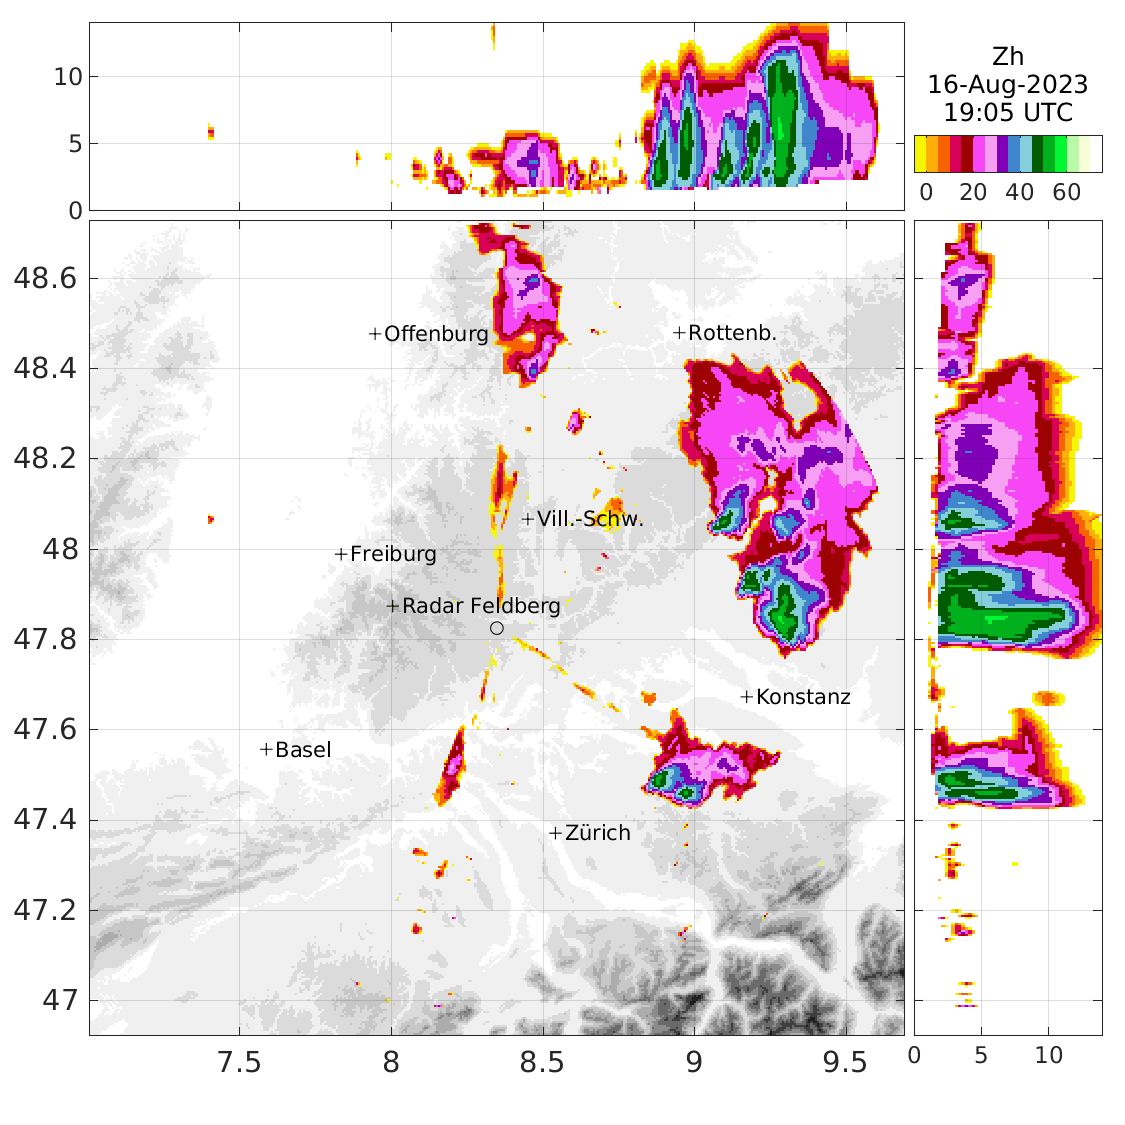 Zh
16-Aug-2023
19:05 UTC
0 20 40 60
10
5
0
48.6
48.4
48.2
48
47.8
47.6
47.4
47.2
47
+Offenburg
+Rottenb.
+Vill.-Schw.
+Freiburg
+Radar Feldberg
+Konstanz
+Basel
+Zürich
7.5 8 8.5 9 9.5
0 5 10